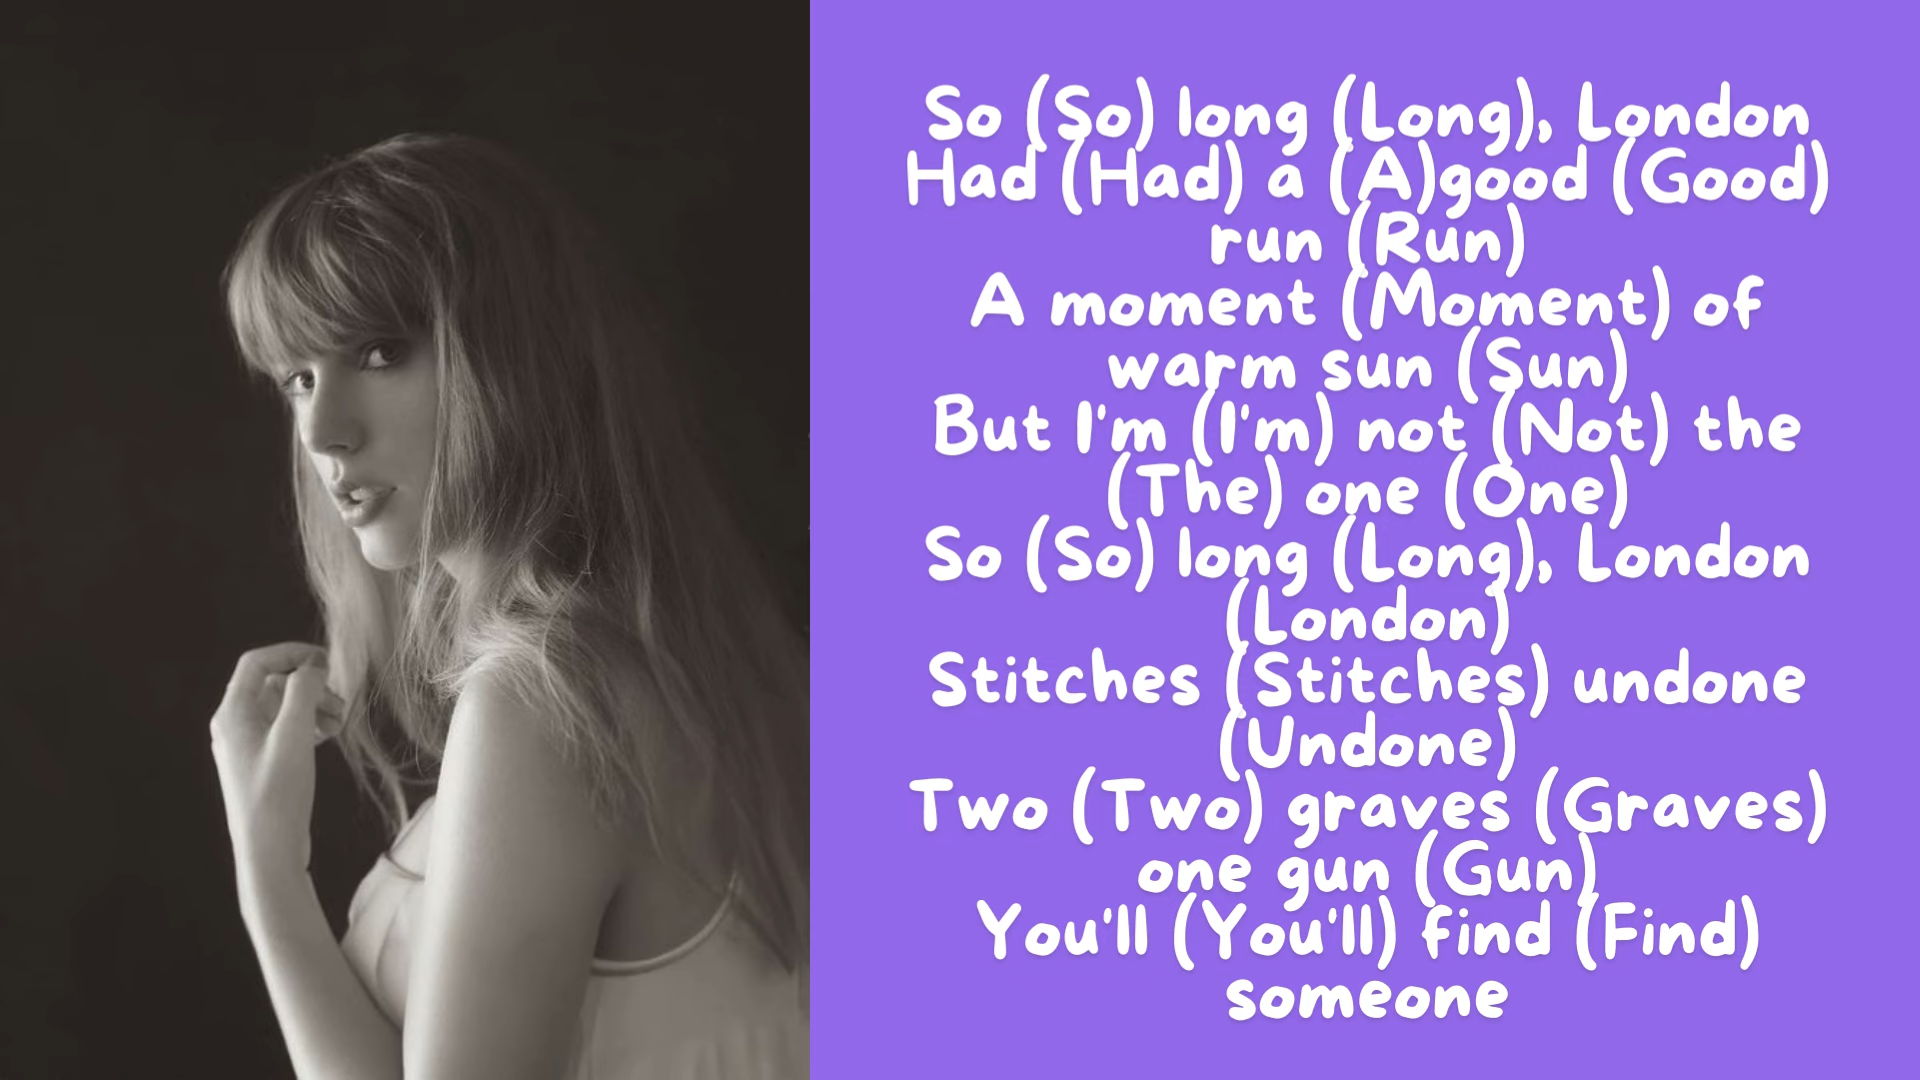 So (So) long (Long), London
Had (Had) a (A)good (Good)
run (Run)
A moment (Moment) of
warm sun (Sun)
But I'm (I'm) not (Not) the
(The) one (One)
So (So) long (Long), London
(London)
Stitches (Stitches) undone
(Undone)
Two (Two) graves (Graves)
one gun (Gun)
You'll (You'll) find (Find)
someone